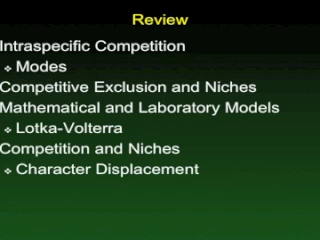 Review
Intraspecific Competition
❖ Modes
Competitive Exclusion and Niches
Mathematical and Laboratory Models
❖ Lotka-Volterra
Competition and Niches
❖ Character Displacement